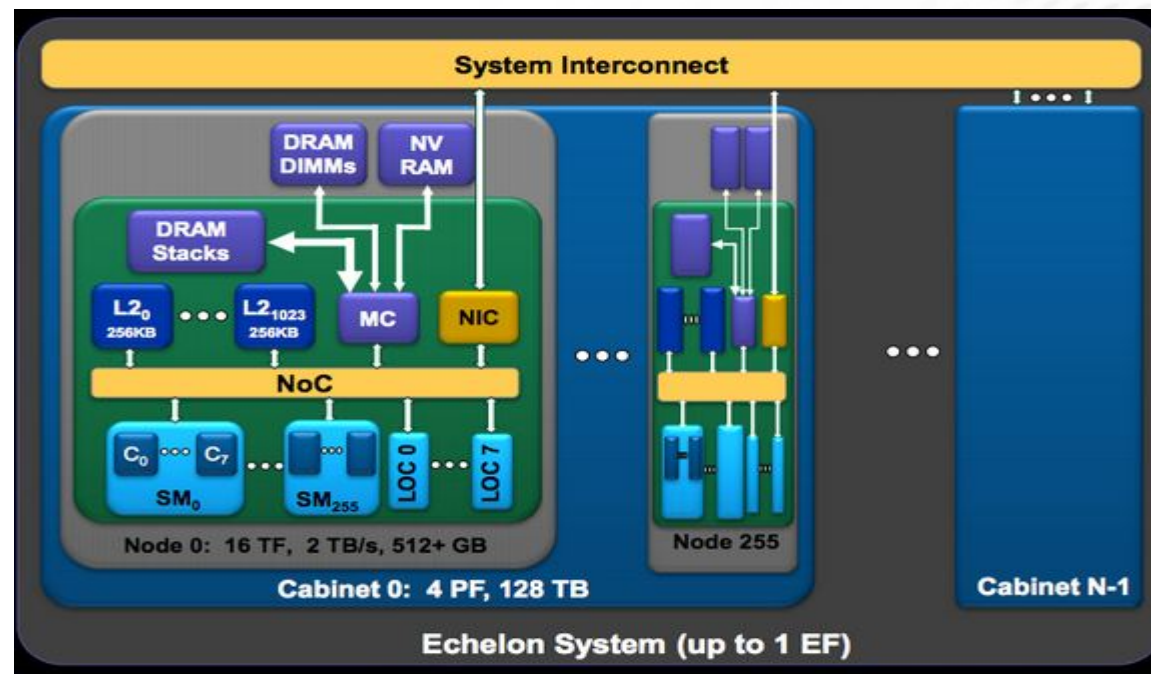 System Interconnect
DRAM
DIMMs
NV
RAM
DRAM
Stacks
L2₀
256KB
L2₁₀₂₃
256KB
MC
NIC
NoC
C₀
C₇
SM₀
SM₂₅₅
LOC 0
LOC 7
Node 0: 16 TF, 2 TB/s, 512+ GB
Node 255
Cabinet 0: 4 PF, 128 TB
Cabinet N-1
Echelon System (up to 1 EF)